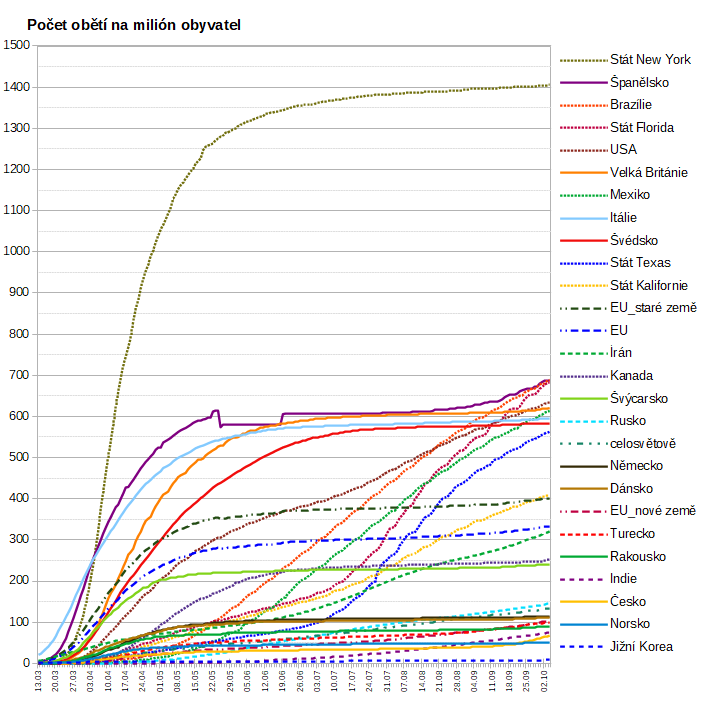 Počet obětí na milión obyvatel
1500
1400
1300
1200
1100
1000
900
800
700
600
500
400
300
200
100
0
13.03
20.03
27.03
03.04
10.04
17.04
24.04
01.05
08.05
15.05
22.05
29.05
05.06
12.06
19.06
26.06
03.07
10.07
17.07
24.07
31.07
07.08
14.08
21.08
28.08
04.09
11.09
18.09
25.09
02.10
Stát New York
Španělsko
Brazílie
Stát Florida
USA
Velká Británie
Mexiko
Itálie
Švédsko
Stát Texas
Stát Kalifornie
EU_staré země
EU
Írán
Kanada
Švýcarsko
Rusko
celosvětově
Německo
Dánsko
EU_nové země
Turecko
Rakousko
Indie
Česko
Norsko
Jižní Korea